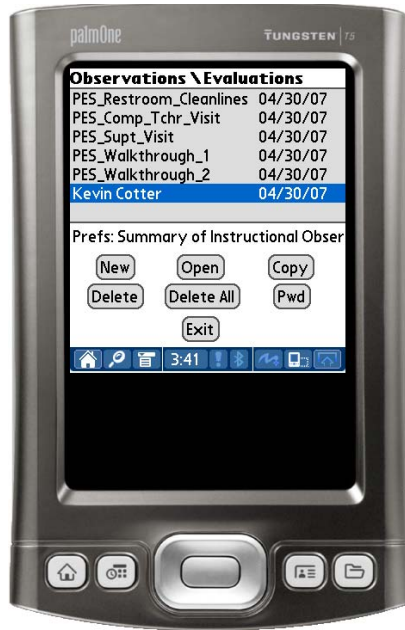 palmOne TUNGSTEN T5
Observations \ Evaluations
PES_Restroom_Cleanlines 04/30/07
PES_Comp_Tchr_Visit 04/30/07
PES_Supt_Visit 04/30/07
PES_Walkthrough_1 04/30/07
PES_Walkthrough_2 04/30/07
Kevin Cotter 04/30/07
Prefs: Summary of Instructional Obser
New Open Copy
Delete Delete All Pwd
Exit
3:41